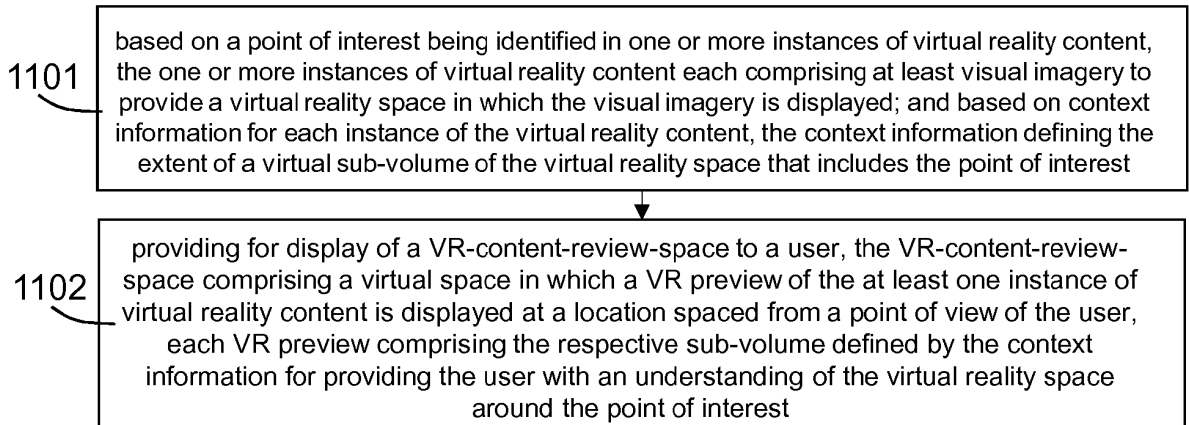 based on a point of interest being identified in one or more instances of virtual reality content,
1101
the one or more instances of virtual reality content each comprising at least visual imagery to
provide a virtual reality space in which the visual imagery is displayed; and based on context
information for each instance of the virtual reality content, the context information defining the
extent of a virtual sub-volume of the virtual reality space that includes the point of interest
providing for display of a VR-content-review-space to a user, the VR-content-review-
1102
space comprising a virtual space in which a VR preview of the at least one instance of
virtual reality content is displayed at a location spaced from a point of view of the user,
each VR preview comprising the respective sub-volume defined by the context
information for providing the user with an understanding of the virtual reality space
around the point of interest